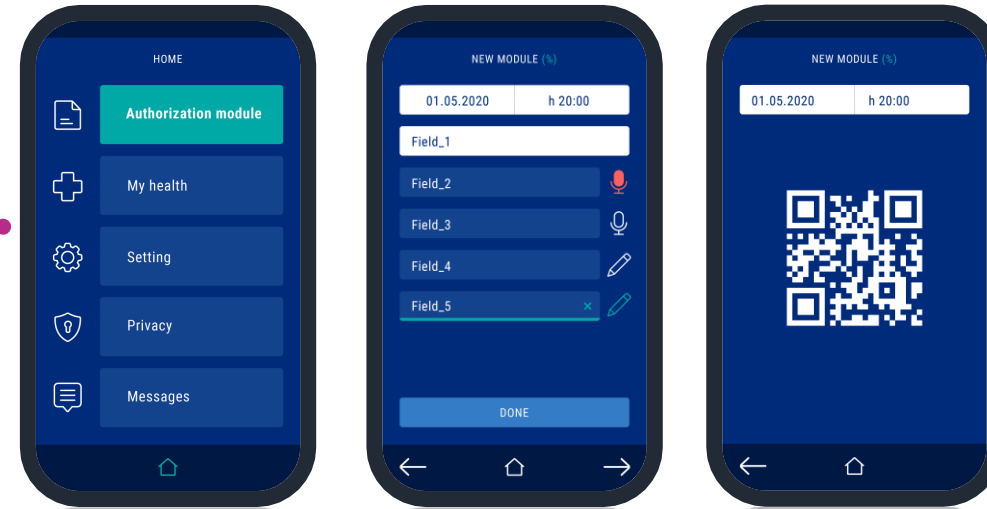 HOME
Authorization module
My health
Setting
Privacy
Messages
NEW MODULE (%)
01.05.2020 h 20:00
Field_1
Field_2
Field_3
Field_4
Field_5 ×
DONE
NEW MODULE (%)
01.05.2020 h 20:00